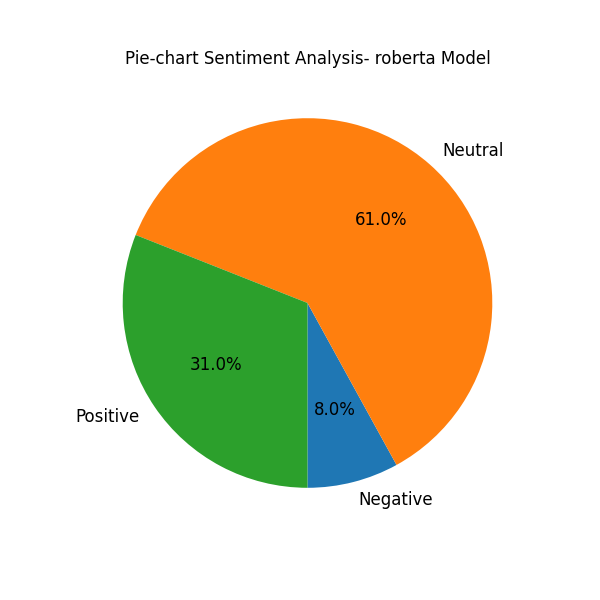 Pie-chart Sentiment Analysis- roberta Model
Neutral
61.0%
31.0%
8.0%
Positive
Negative